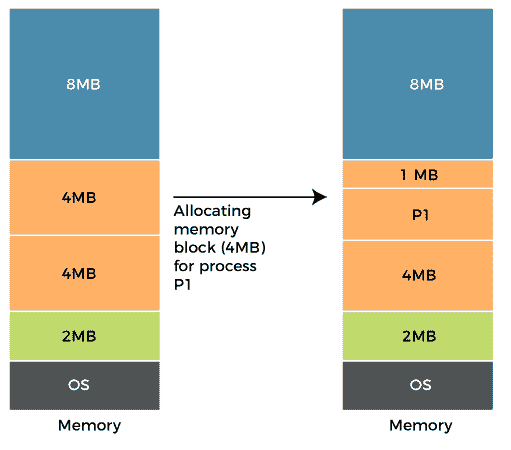 8MB
4MB
4MB
2MB
OS
Memory
Allocating
memory
block (4MB)
for process
P1
8MB
1 MB
P1
4MB
2MB
OS
Memory